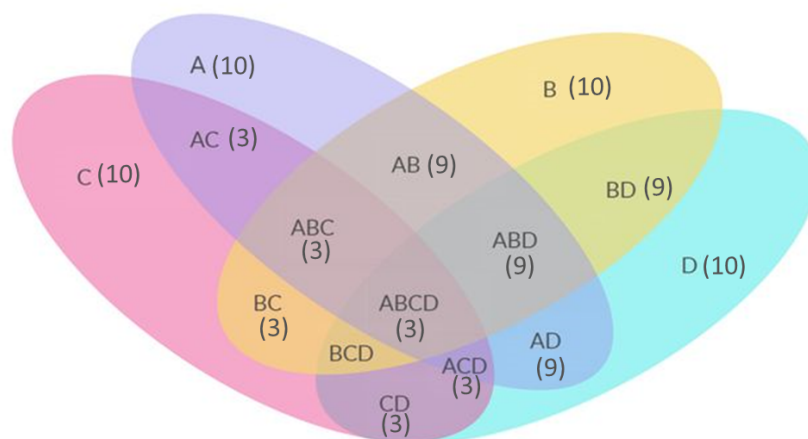 A (10)
B (10)
AC (3)
AB (9)
C (10)
BD (9)
ABC
(3)
ABD
(9)
D (10)
BC
(3)
ABCD
(3)
BCD
AD
(9)
ACD
(3)
CD
(3)